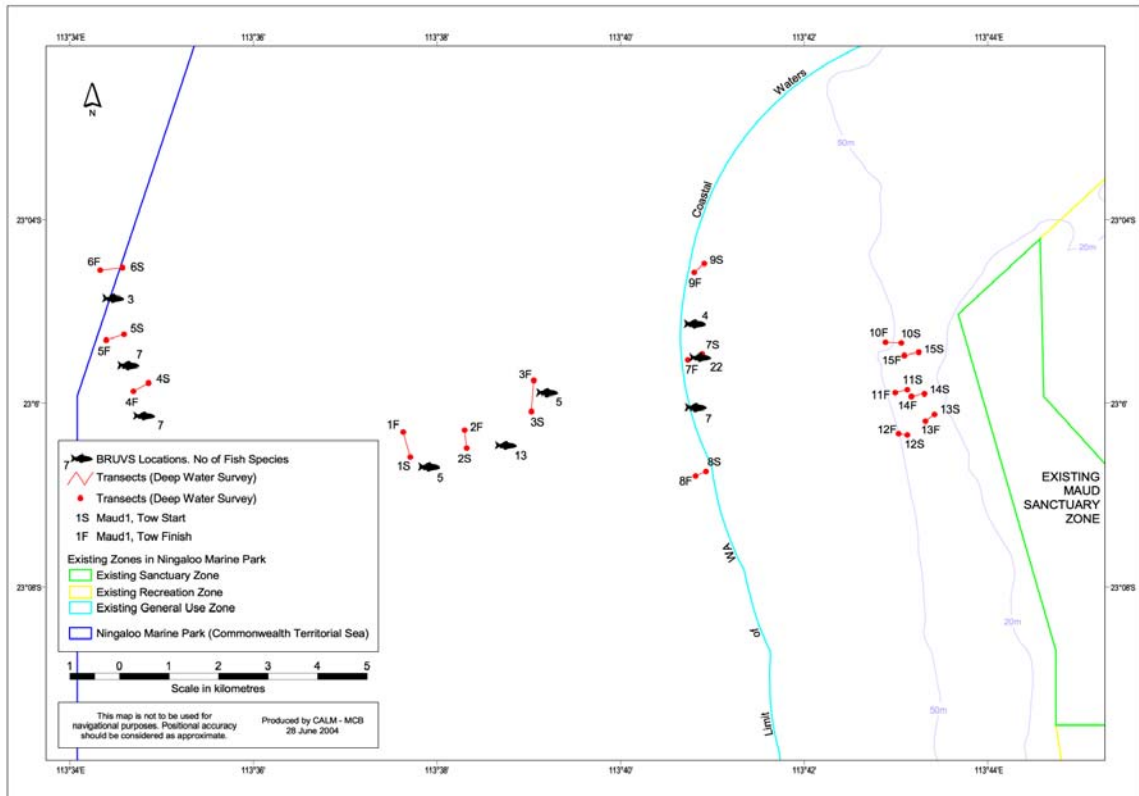 113°34'E 113°36'E 113°38'E 113°40'E 113°42'E 113°44'E
N
Waters
Coastal
50m
23°04'S 23°04'S
20m
6F 6S
9S
9F
3
4
5S
5F
7
7S
7F
22
10F 10S
15F 15S
4S
4F
7
3F
5
3S
7
11S
11F
14S
14F
13S
13F
12F
12S
23°6' 23°6'
1F
2F
1S
2S
13
5
8S
8F
EXISTING
MAUD
SANCTUARY
ZONE
7 BRUVS Locations. No of Fish Species
Transects (Deep Water Survey)
Transects (Deep Water Survey)
1S Maud1, Tow Start
1F Maud1, Tow Finish
Existing Zones in Ningaloo Marine Park
Existing Sanctuary Zone
Existing Recreation Zone
Existing General Use Zone
Ningaloo Marine Park (Commonwealth Territorial Sea)
WA
of
Limit
23°08'S 23°08'S
20m
50m
1 0 1 2 3 4 5
Scale in kilometres
This map is not to be used for
navigational purposes. Positional accuracy
should be considered as approximate.
Produced by CALM - MCB
28 June 2004
113°34'E 113°36'E 113°38'E 113°40'E 113°42'E 113°44'E